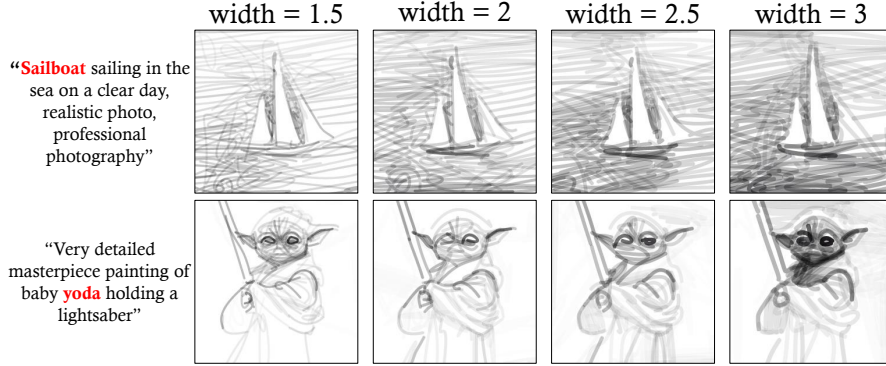 width = 1.5 width = 2 width = 2.5 width = 3
“Sailboat sailing in the
sea on a clear day,
realistic photo,
professional
photography”
“Very detailed
masterpiece painting of
baby yoda holding a
lightsaber”